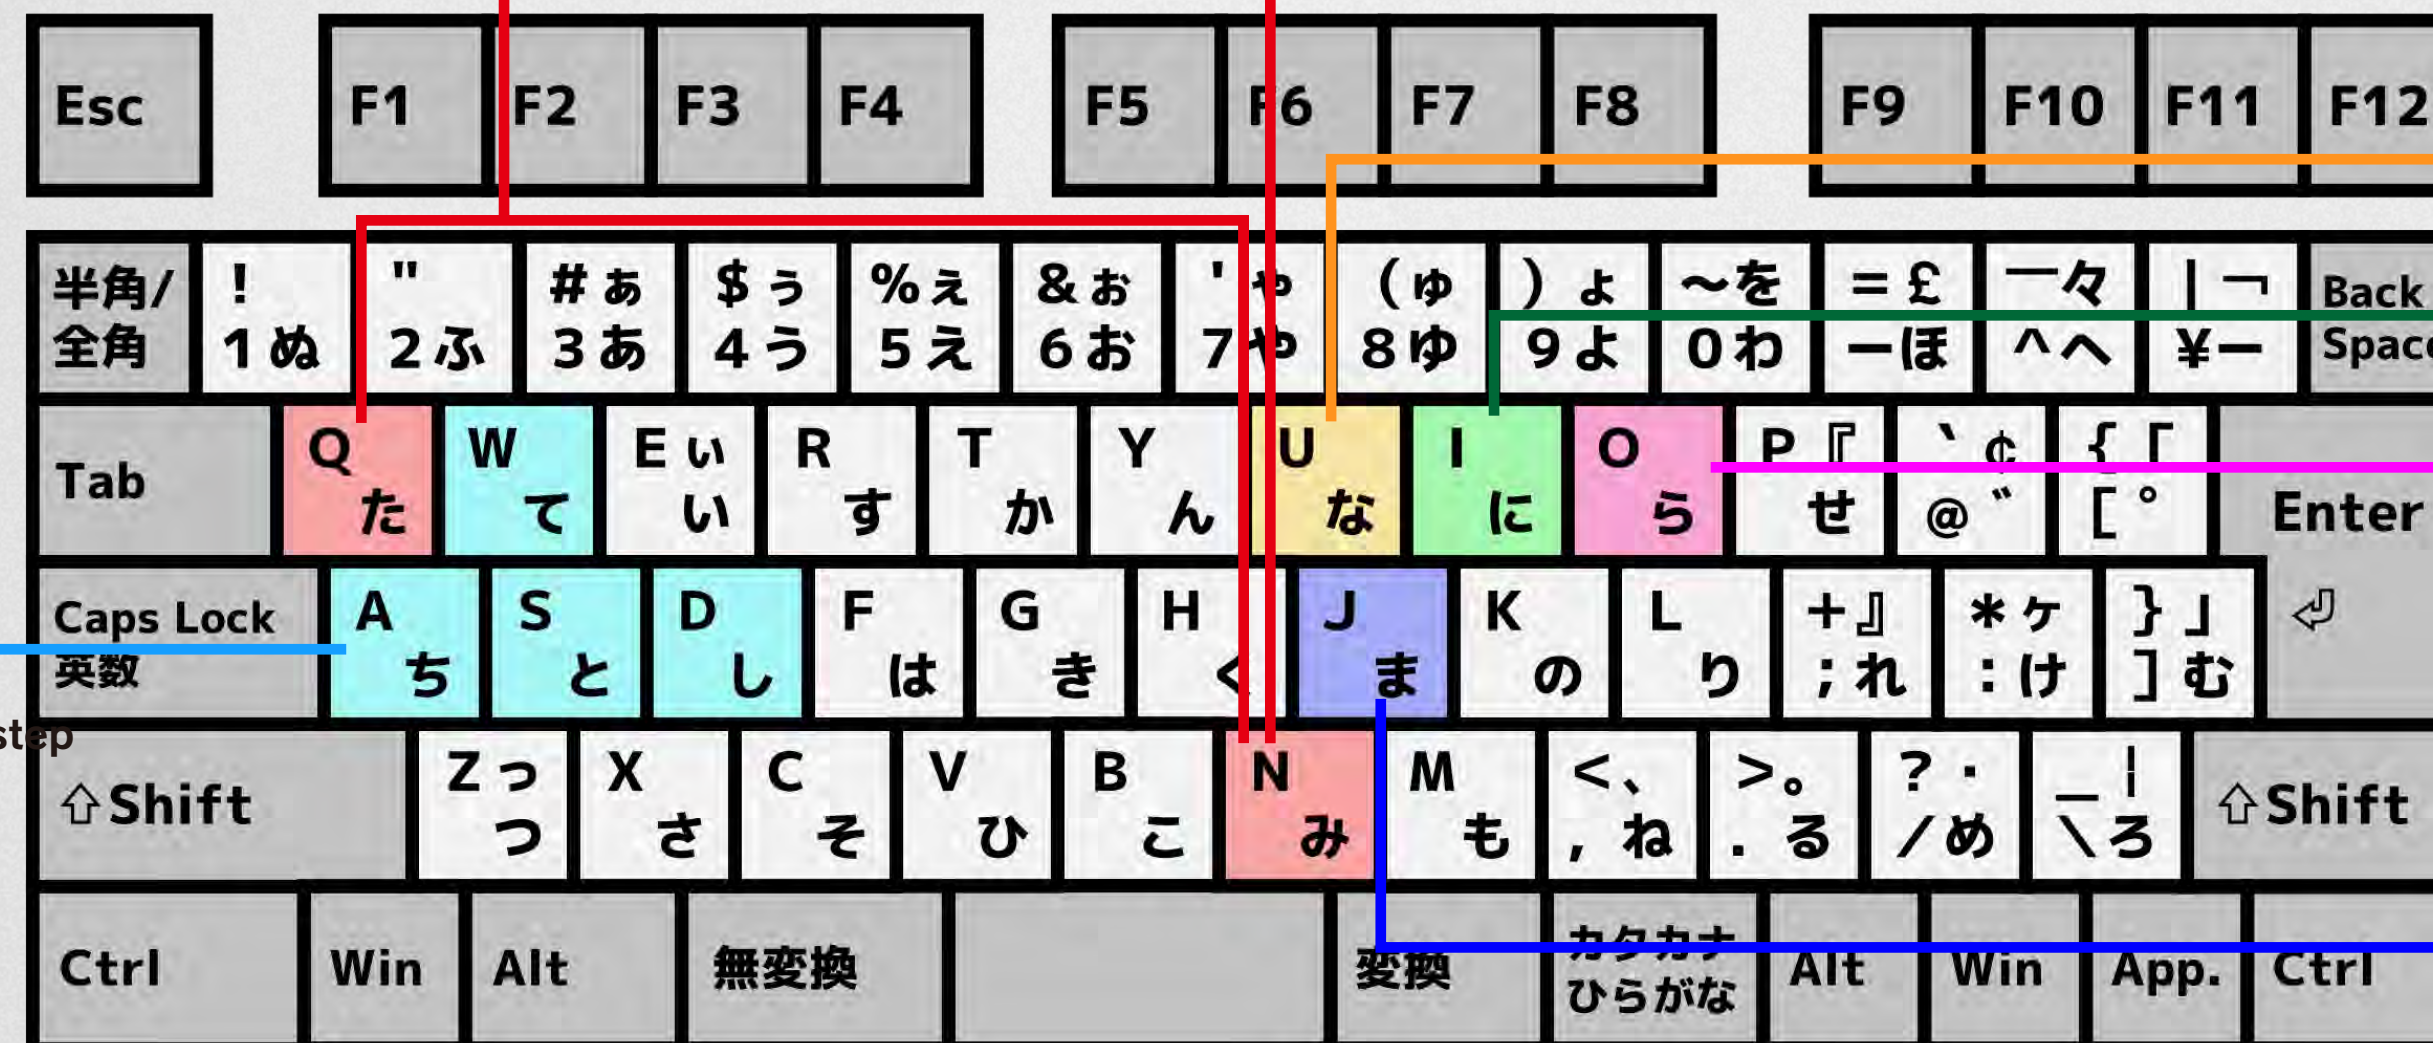 Esc F1 F2 F3 F4 F5 F6 F7 F8 F9 F10 F11 F12
半角/ ! " #ぁ $ぅ %ぇ &ぉ 'ゃ (ゅ )ょ ~を =£ ￣々 |¬ Back
全角 1ぬ 2ふ 3あ 4う 5え 6お 7や 8ゆ 9よ 0わ ーほ ^へ ¥ー Space
Tab Q W Eぃ R T Y U I O P『 `¢ {「
た て い す か ん な に ら せ @゛ [° Enter
Caps Lock A S D F G H J K L +』 *ヶ }」
英数 ち と し は き く ま の り ;れ :け ]む
step
⇧Shift Zっ X C V B N M <、 >。 ?・ _¦ ⇧Shift
つ さ そ ひ こ み も ,ね .る /め \ろ
Ctrl Win Alt 無変換 変換 カタカナ Alt Win App. Ctrl
ひらがな